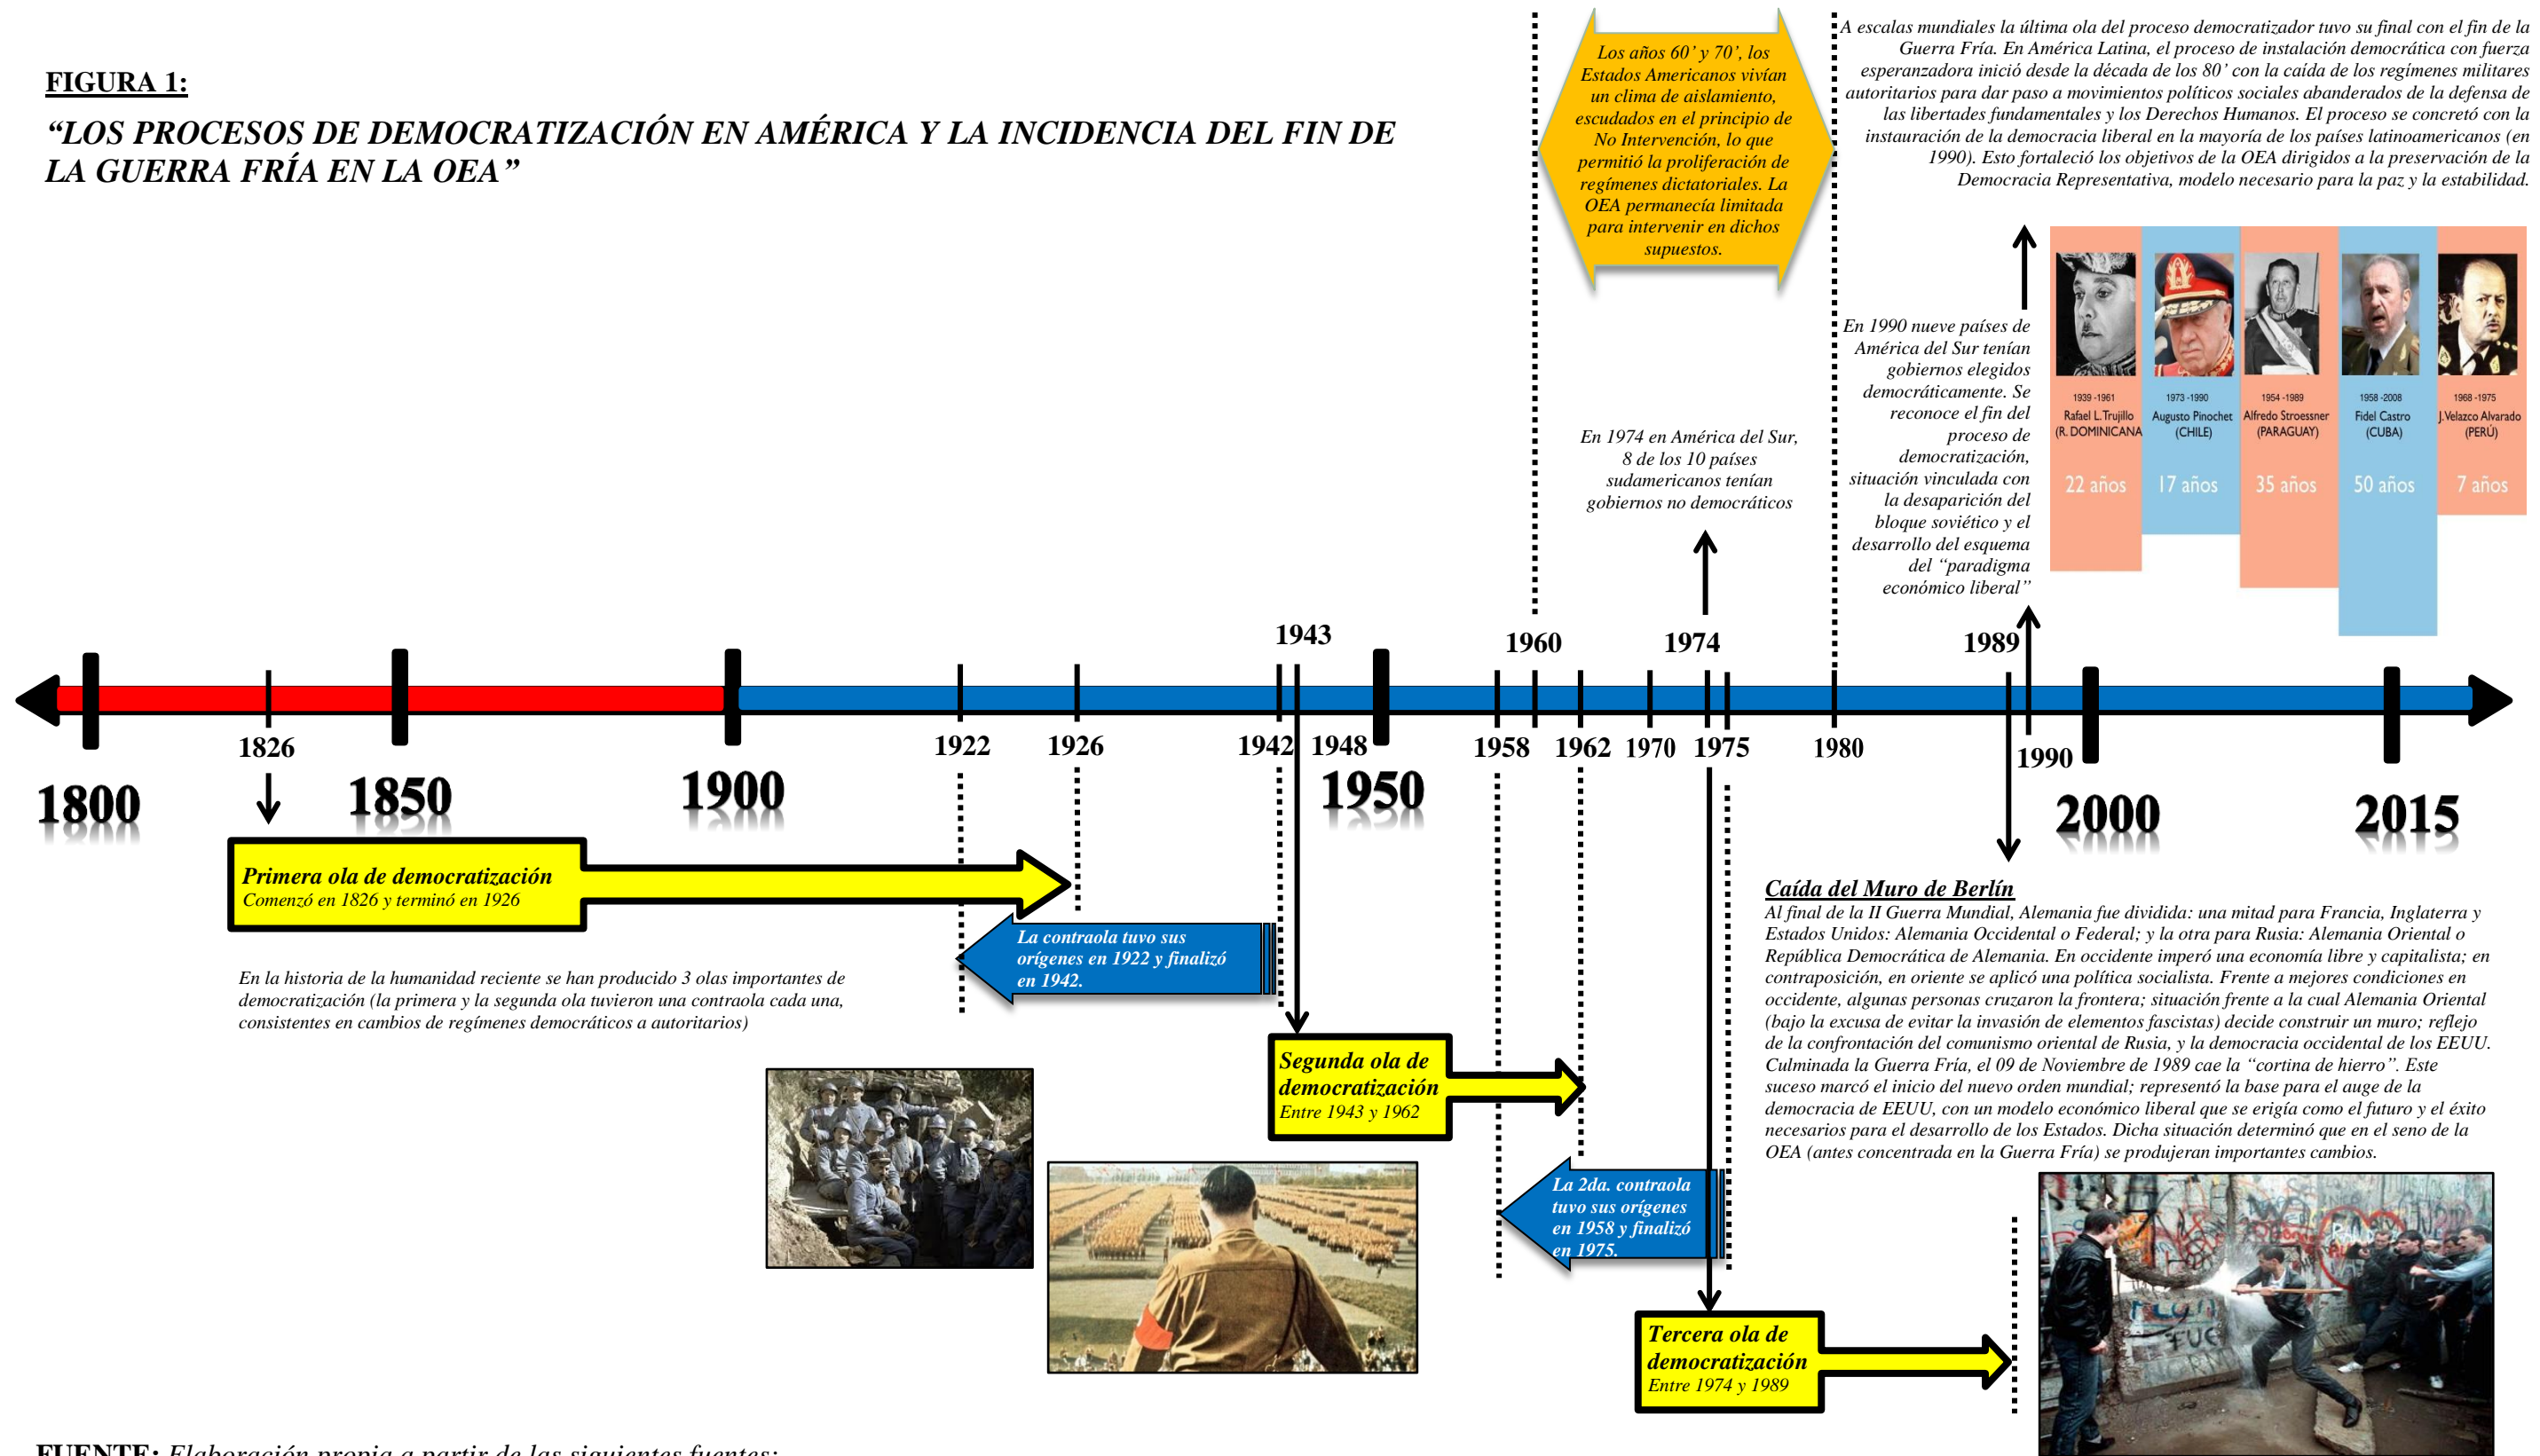 FIGURA 1:
“LOS PROCESOS DE DEMOCRATIZACIÓN EN AMÉRICA Y LA INCIDENCIA DEL FIN DE
LA GUERRA FRÍA EN LA OEA”
Los años 60’ y 70’, los
Estados Americanos vivían
un clima de aislamiento,
escudados en el principio de
No Intervención, lo que
permitió la proliferación de
regímenes dictatoriales. La
OEA permanecía limitada
para intervenir en dichos
supuestos.
A escalas mundiales la última ola del proceso democratizador tuvo su final con el fin de la
Guerra Fría. En América Latina, el proceso de instalación democrática con fuerza
esperanzadora inició desde la década de los 80’ con la caída de los regímenes militares
autoritarios para dar paso a movimientos políticos sociales abanderados de la defensa de
las libertades fundamentales y los Derechos Humanos. El proceso se concretó con la
instauración de la democracia liberal en la mayoría de los países latinoamericanos (en
1990). Esto fortaleció los objetivos de la OEA dirigidos a la preservación de la
Democracia Representativa, modelo necesario para la paz y la estabilidad.
En 1974 en América del Sur,
8 de los 10 países
sudamericanos tenían
gobiernos no democráticos
En 1990 nueve países de
América del Sur tenían
gobiernos elegidos
democráticamente. Se
reconoce el fin del
proceso de
democratización,
situación vinculada con
la desaparición del
bloque soviético y el
desarrollo del esquema
del “paradigma
económico liberal”
1939 -1961
Rafael L. Trujillo
(R. DOMINICANA
22 años
1973 -1990
Augusto Pinochet
(CHILE)
17 años
1954 -1989
Alfredo Stroessner
(PARAGUAY)
35 años
1958 -2008
Fidel Castro
(CUBA)
50 años
1968 -1975
J. Velazco Alvarado
(PERÚ)
7 años
1943
1960
1974
1989
1826
1922
1926
1942
1948
1958
1962
1970
1975
1980
1990
1800
1850
1900
1950
2000
2015
Primera ola de democratización
Comenzó en 1826 y terminó en 1926
La contraola tuvo sus
orígenes en 1922 y finalizó
en 1942.
En la historia de la humanidad reciente se han producido 3 olas importantes de
democratización (la primera y la segunda ola tuvieron una contraola cada una,
consistentes en cambios de regímenes democráticos a autoritarios)
Segunda ola de
democratización
Entre 1943 y 1962
La 2da. contraola
tuvo sus orígenes
en 1958 y finalizó
en 1975.
Tercera ola de
democratización
Entre 1974 y 1989
Caída del Muro de Berlín
Al final de la II Guerra Mundial, Alemania fue dividida: una mitad para Francia, Inglaterra y
Estados Unidos: Alemania Occidental o Federal; y la otra para Rusia: Alemania Oriental o
República Democrática de Alemania. En occidente imperó una economía libre y capitalista; en
contraposición, en oriente se aplicó una política socialista. Frente a mejores condiciones en
occidente, algunas personas cruzaron la frontera; situación frente a la cual Alemania Oriental
(bajo la excusa de evitar la invasión de elementos fascistas) decide construir un muro; reflejo
de la confrontación del comunismo oriental de Rusia, y la democracia occidental de los EEUU.
Culminada la Guerra Fría, el 09 de Noviembre de 1989 cae la “cortina de hierro”. Este
suceso marcó el inicio del nuevo orden mundial; representó la base para el auge de la
democracia de EEUU, con un modelo económico liberal que se erigía como el futuro y el éxito
necesarios para el desarrollo de los Estados. Dicha situación determinó que en el seno de la
OEA (antes concentrada en la Guerra Fría) se produjeran importantes cambios.
FUENTE: Elaboración propia a partir de las siguientes fuentes: